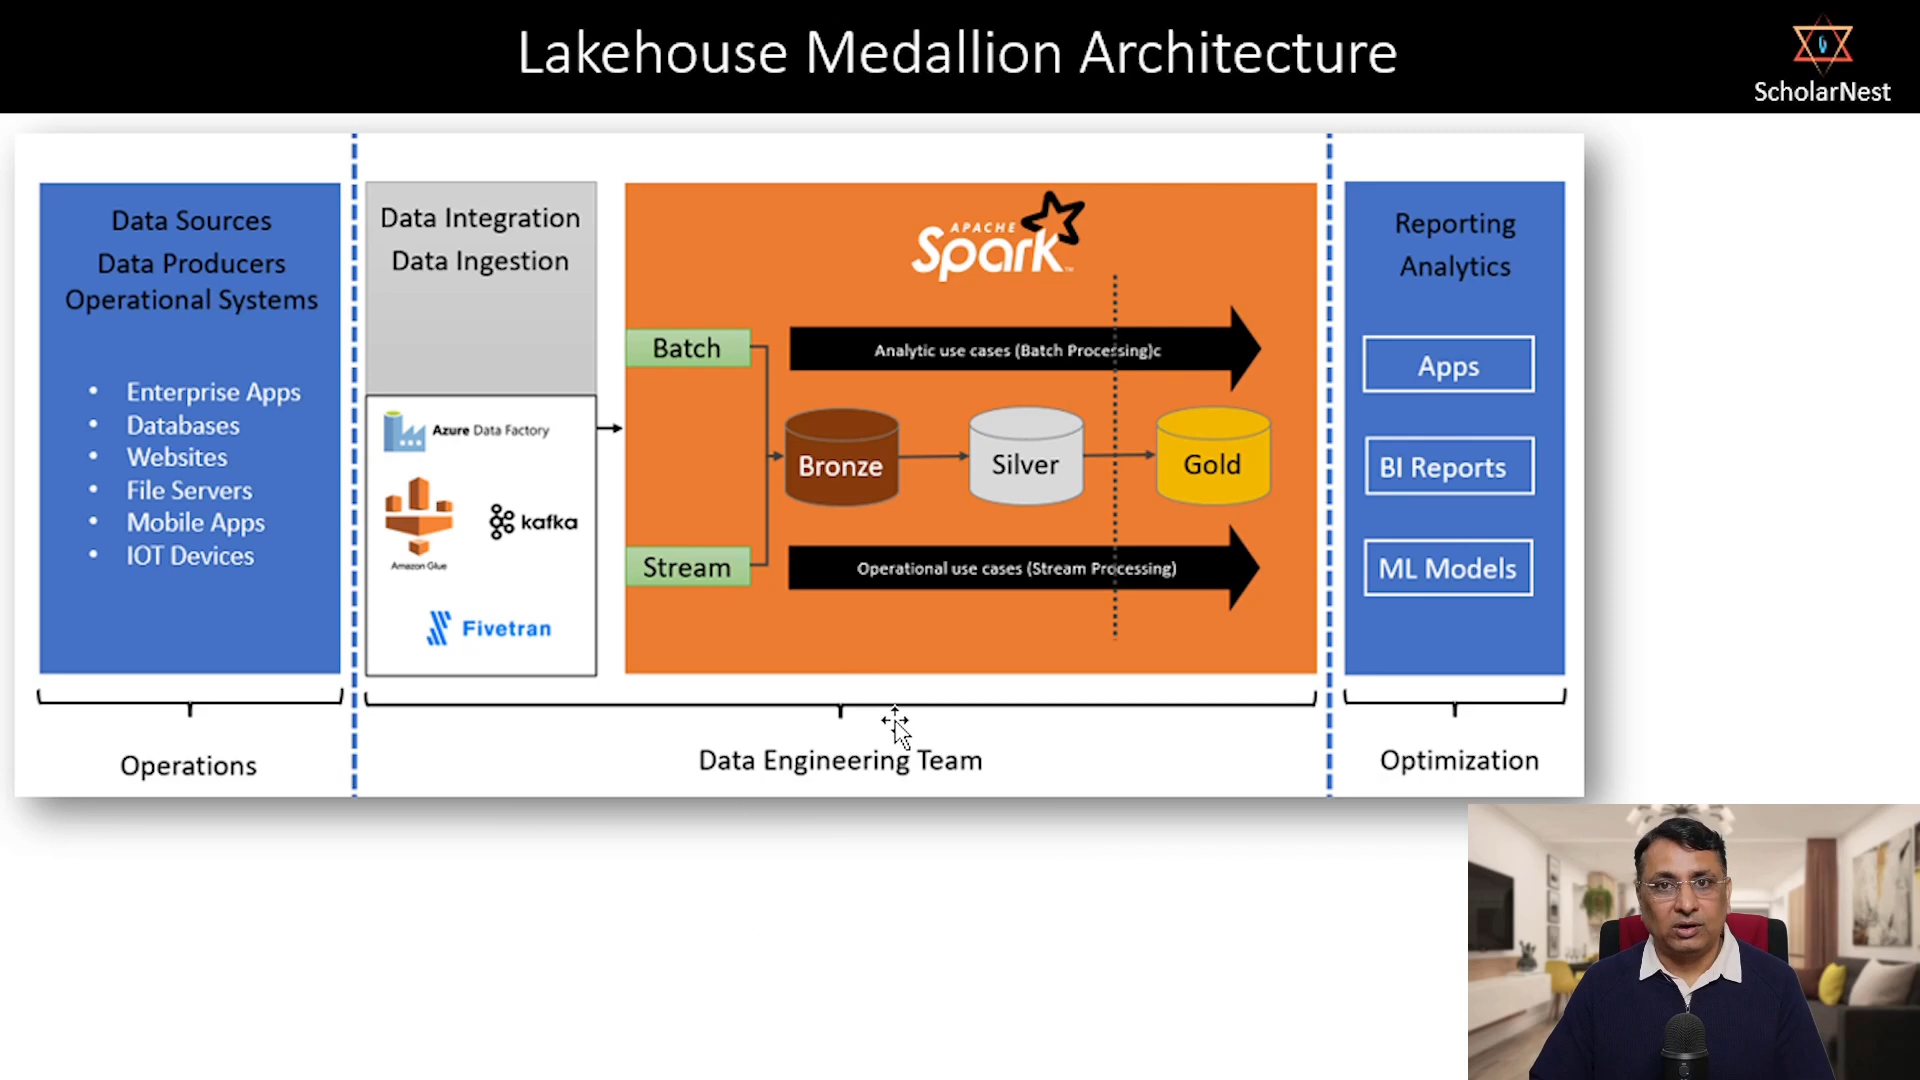 Lakehouse Medallion Architecture
ScholarNest
Data Sources
Data Producers
Operational Systems
• Enterprise Apps
• Databases
• Websites
• File Servers
• Mobile Apps
• IOT Devices
Operations
Data Integration
Data Ingestion
Azure Data Factory
Amazon Glue
kafka
Fivetran
APACHE
Spark™
Batch
Analytic use cases (Batch Processing)c
Bronze
Silver
Gold
Stream
Operational use cases (Stream Processing)
Data Engineering Team
Reporting
Analytics
Apps
BI Reports
ML Models
Optimization